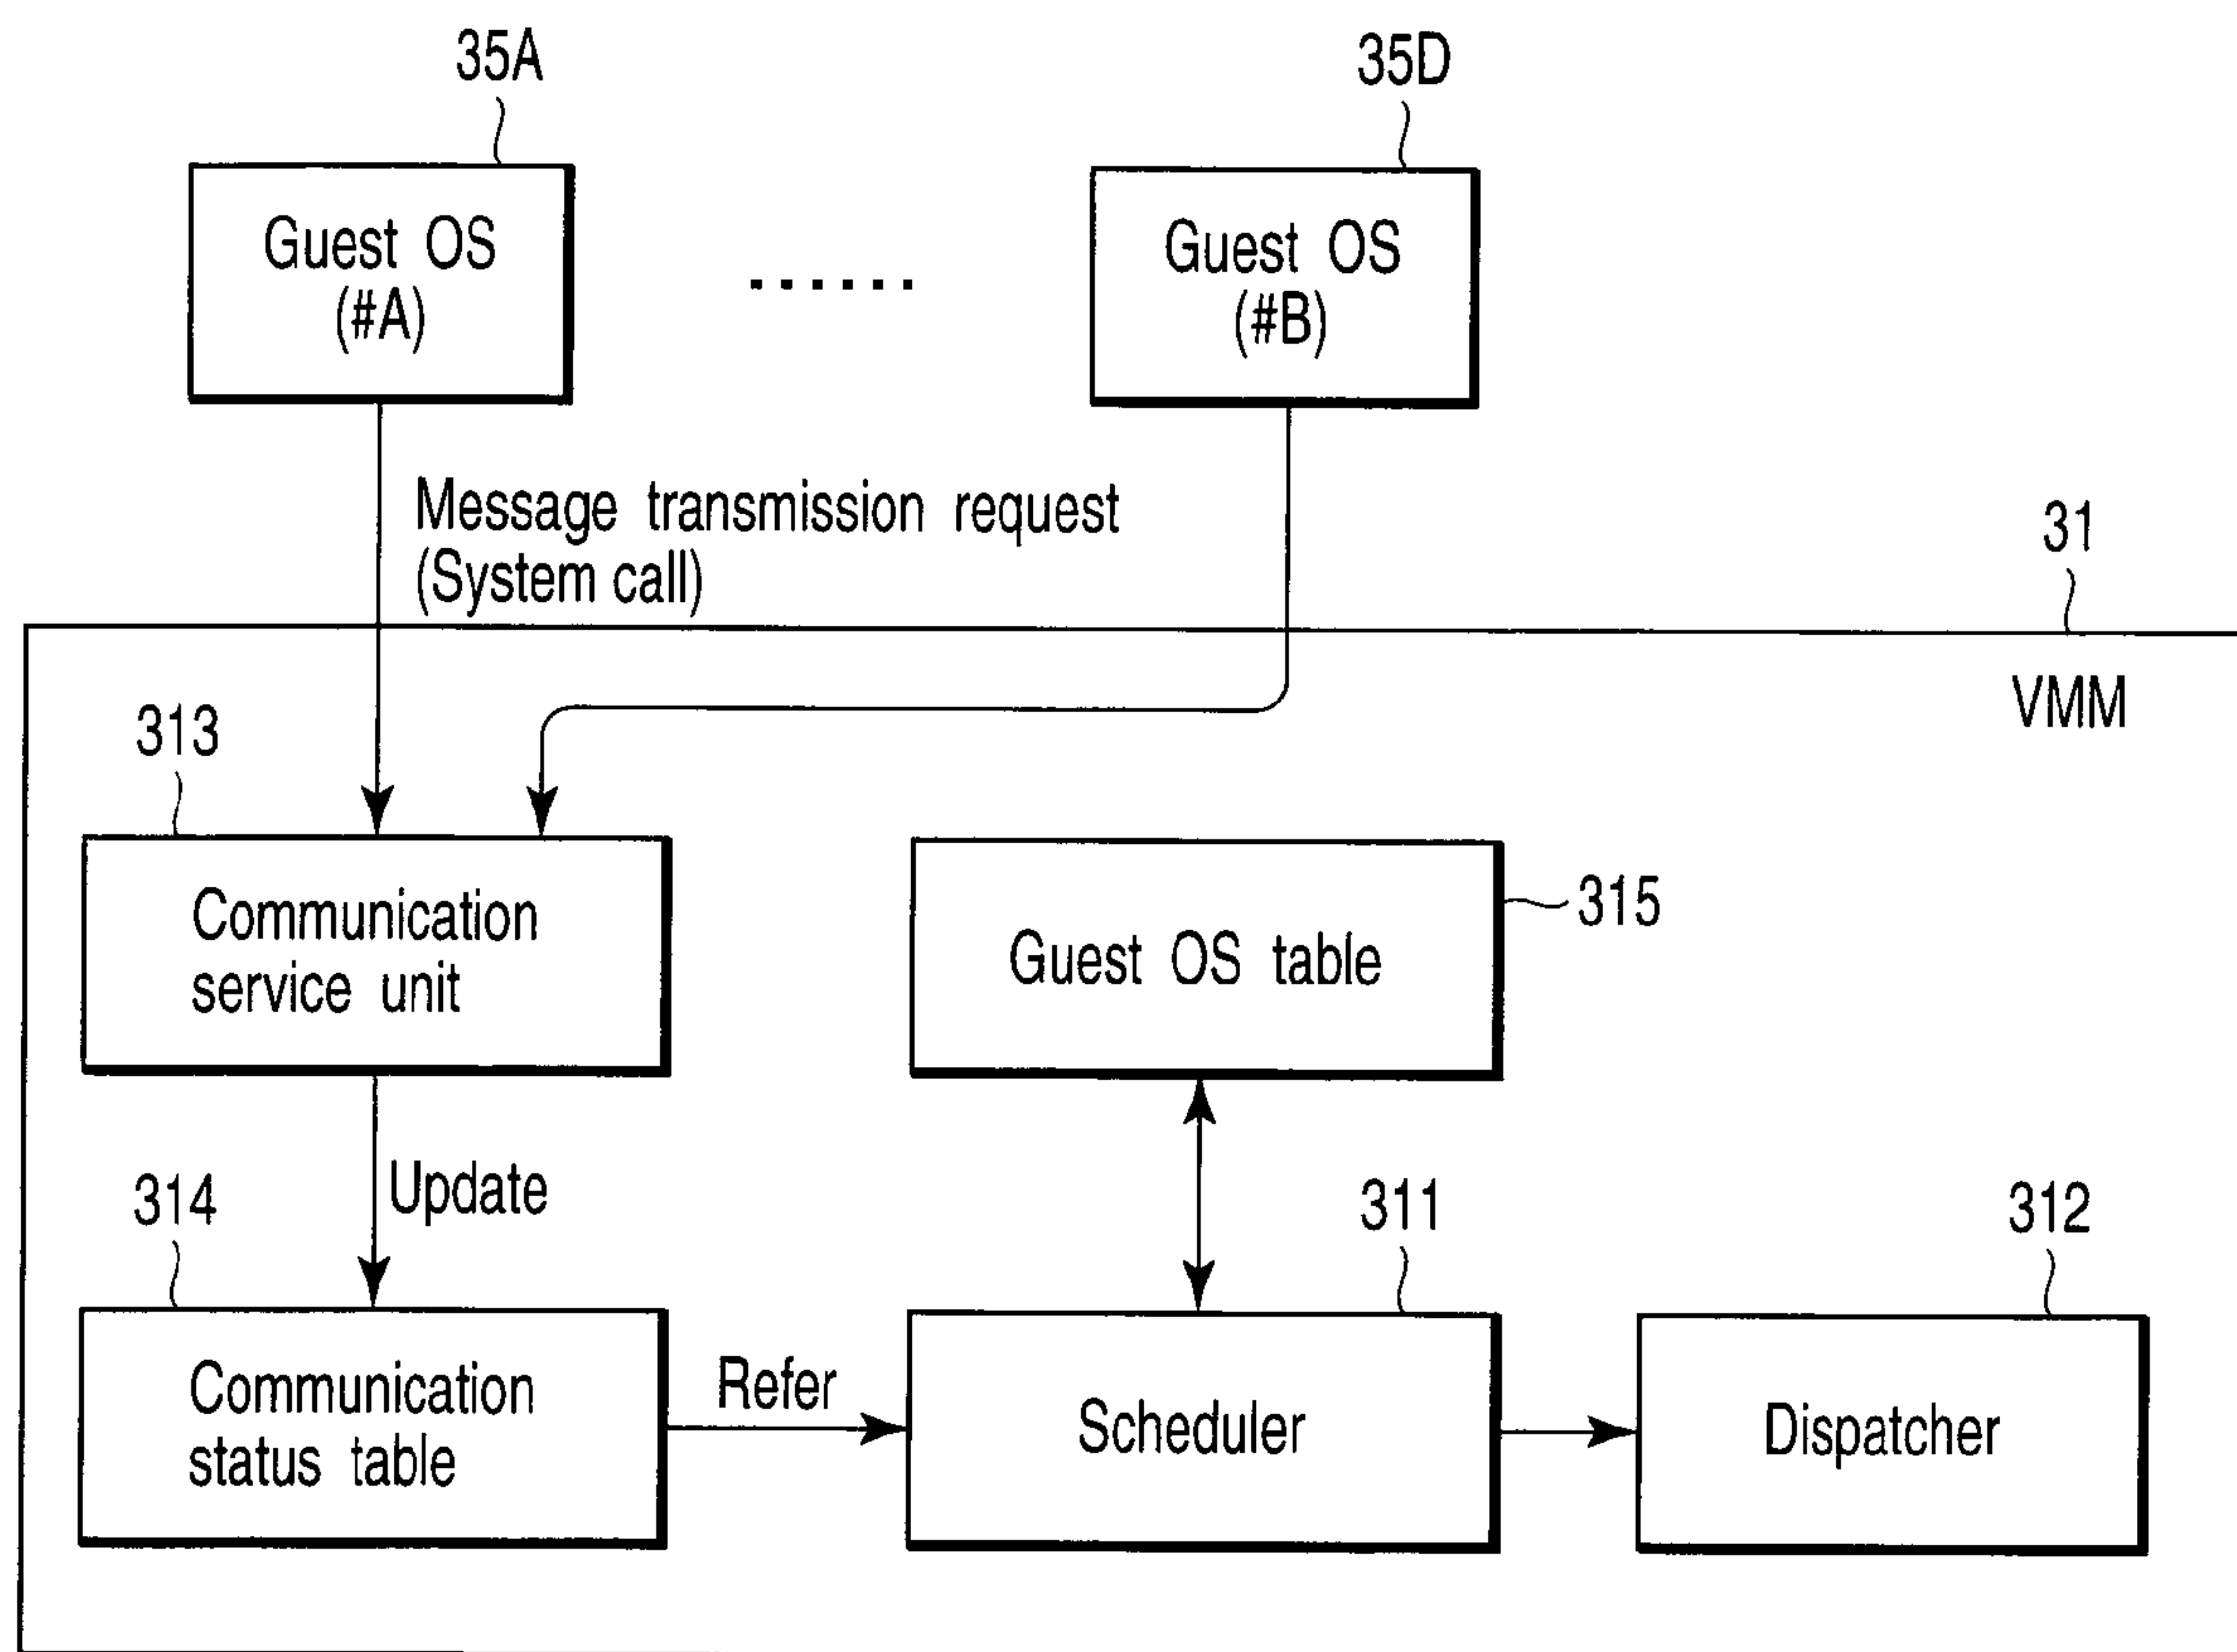 35A
35D
Guest OS
(#A)
......
Guest OS
(#B)
Message transmission request
(System call)
31
VMM
313
Communication
service unit
Guest OS table
315
Update
314
311
312
Communication
status table
Refer
Scheduler
Dispatcher